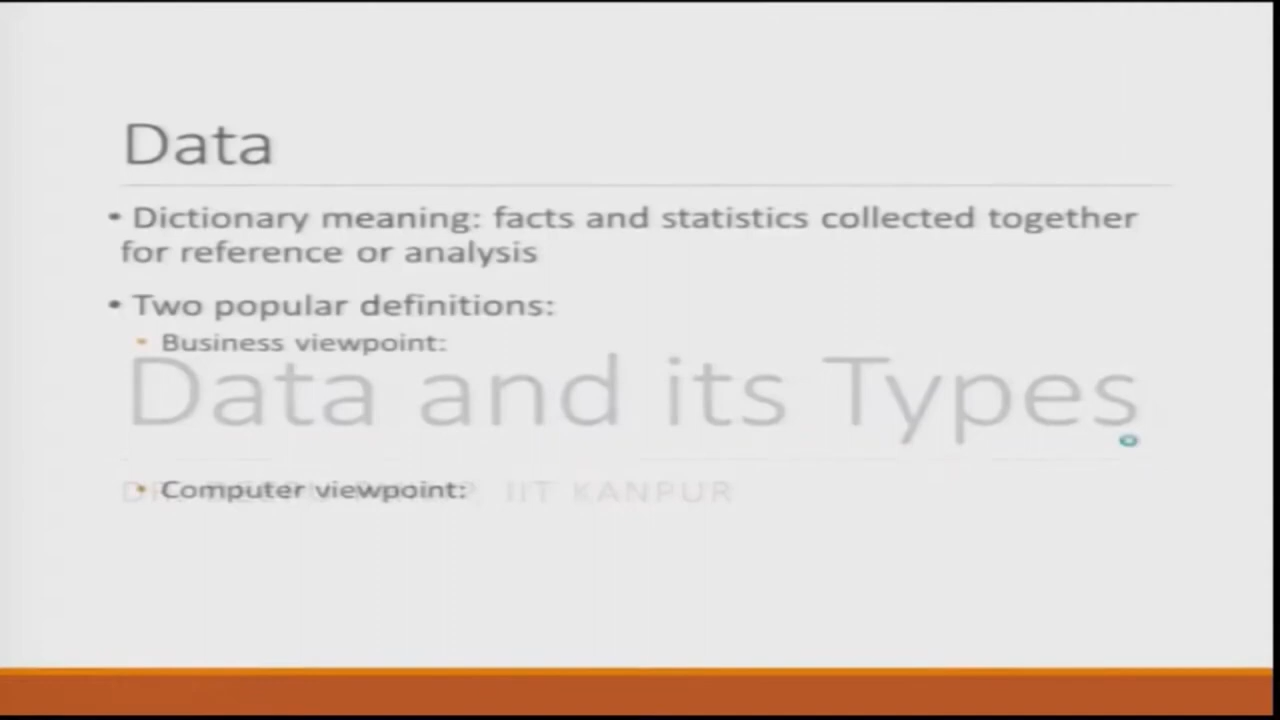 Data
• Dictionary meaning: facts and statistics collected together
for reference or analysis
• Two popular definitions:
• Business viewpoint:
Data and its Types
• Computer viewpoint:
IIT KANPUR